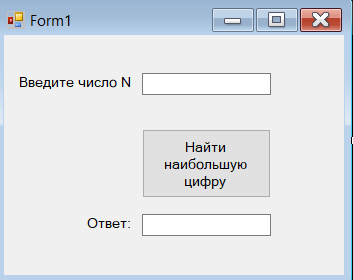 Form1
Введите число N
Найти
наибольшую
цифру
Ответ: